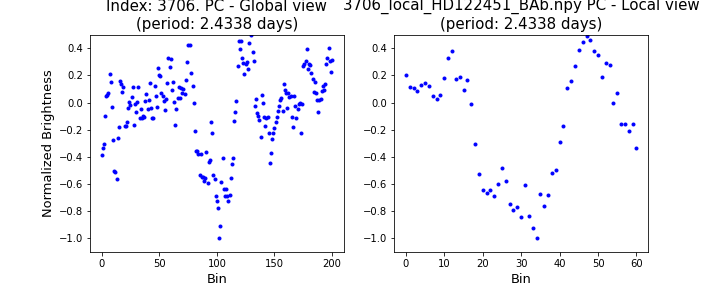 Index: 3706. PC - Global view
(period: 2.4338 days)
3706_local_HD122451_BAb.npy PC - Local view
(period: 2.4338 days)
Normalized Brightness
0.4
0.2
0.0
−0.2
−0.4
−0.6
−0.8
−1.0
0 50 100 150 200
Bin
0.4
0.2
0.0
−0.2
−0.4
−0.6
−0.8
−1.0
0 10 20 30 40 50 60
Bin